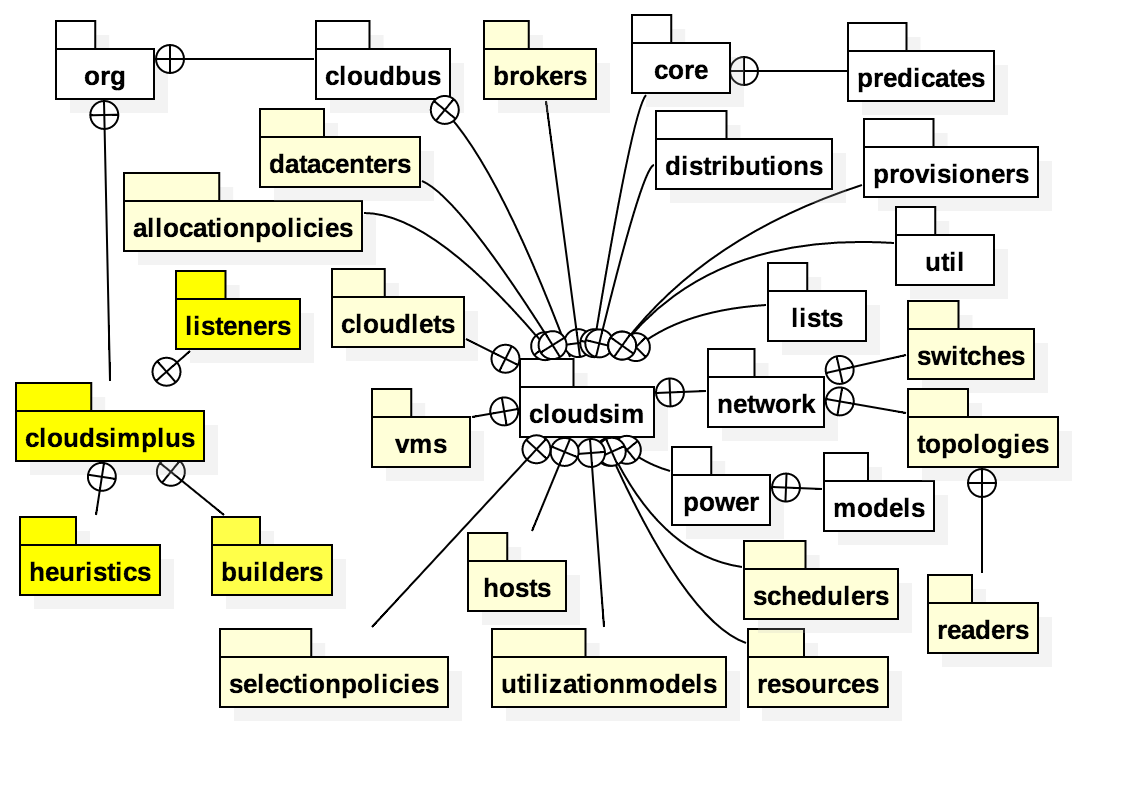 org
cloudbus
brokers
core
predicates
datacenters
distributions
provisioners
allocationpolicies
util
listeners
cloudlets
lists
switches
cloudsimplus
vms
cloudsim
network
topologies
power
models
heuristics
builders
hosts
schedulers
readers
selectionpolicies
utilizationmodels
resources